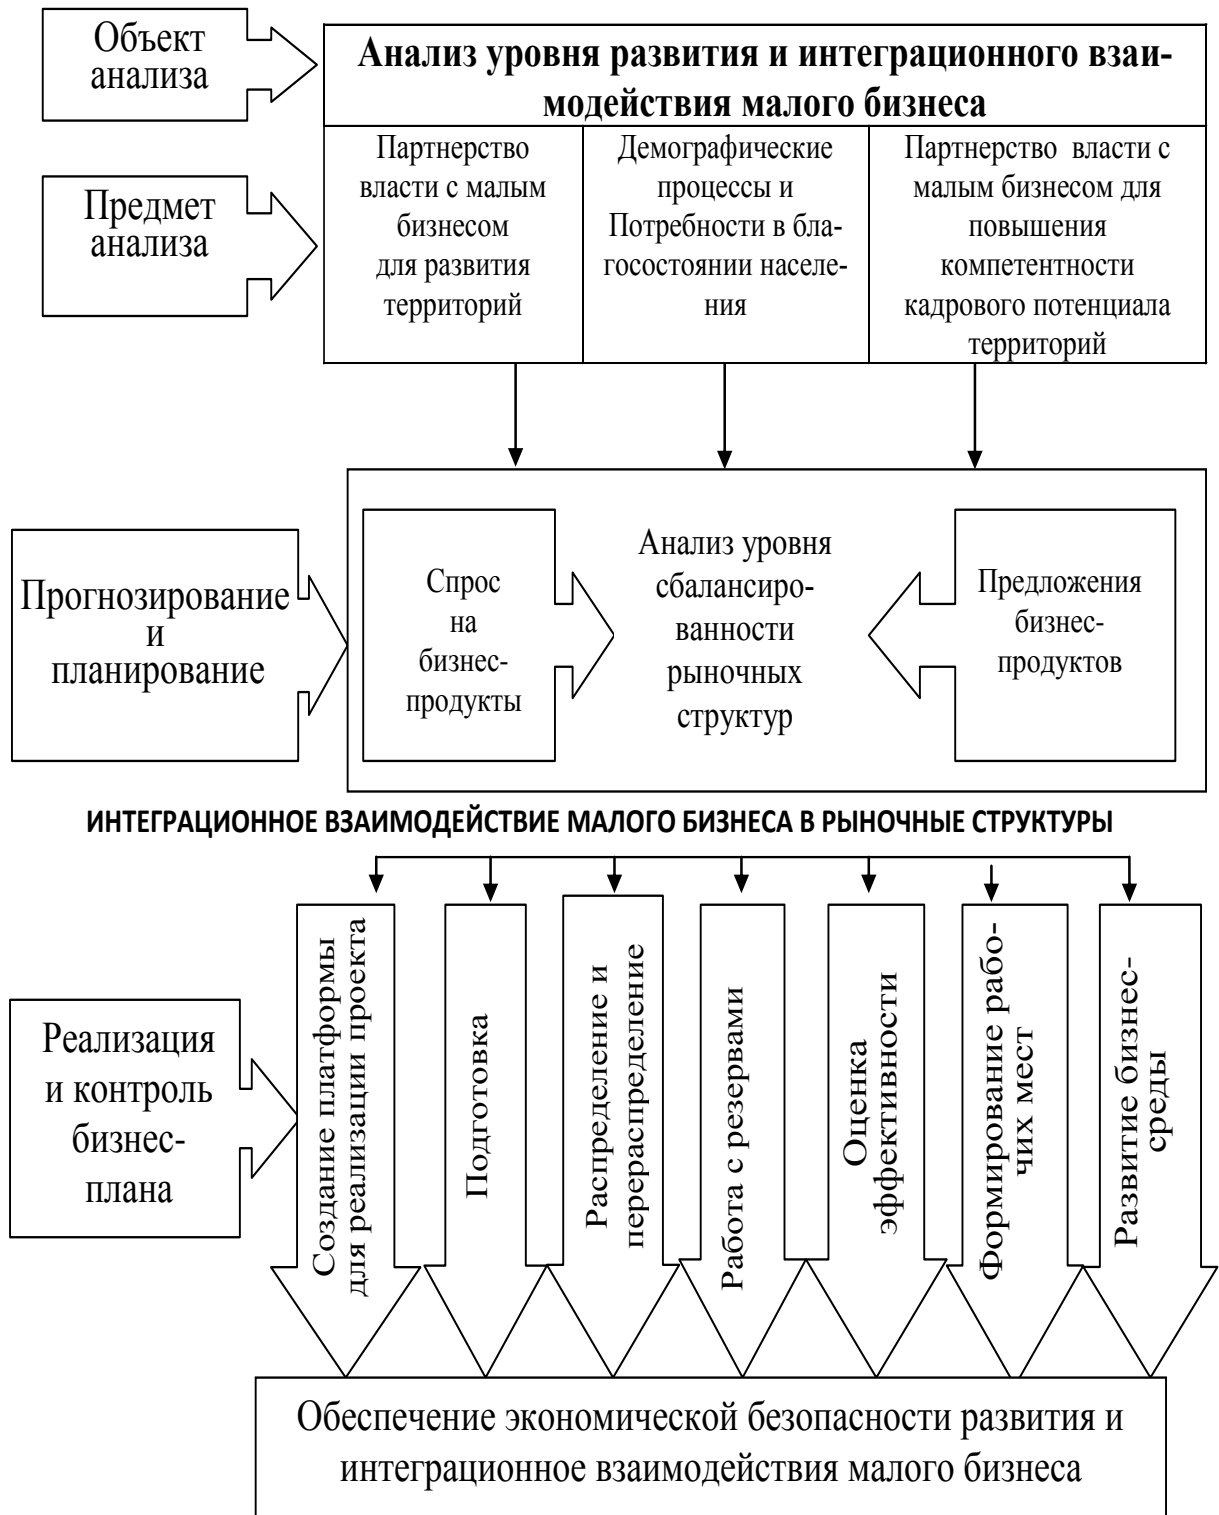 Объект
анализа
Анализ уровня развития и интеграционного взаи-
модействия малого бизнеса
Предмет
анализа
Партнерство
власти с малым
бизнесом
для развития
территорий
Демографические
процессы и
Потребности в бла-
госостоянии населе-
ния
Партнерство власти с
малым бизнесом для
повышения
компетентности
кадрового потенциала
территорий
Прогнозирование
и
планирование
Спрос
на
бизнес-
продукты
Анализ уровня
сбалансиро-
ванности
рыночных
структур
Предложения
бизнес-
продуктов
ИНТЕГРАЦИОННОЕ ВЗАИМОДЕЙСТВИЕ МАЛОГО БИЗНЕСА В РЫНОЧНЫЕ СТРУКТУРЫ
Реализация
и контроль
бизнес-
плана
Создание платформы
для реализации проекта
Подготовка
Распределение и
перераспределение
Работа с резервами
Оценка
эффективности
Формирование рабо-
чих мест
Развитие бизнес-
среды
Обеспечение экономической безопасности развития и
интеграционное взаимодействия малого бизнеса